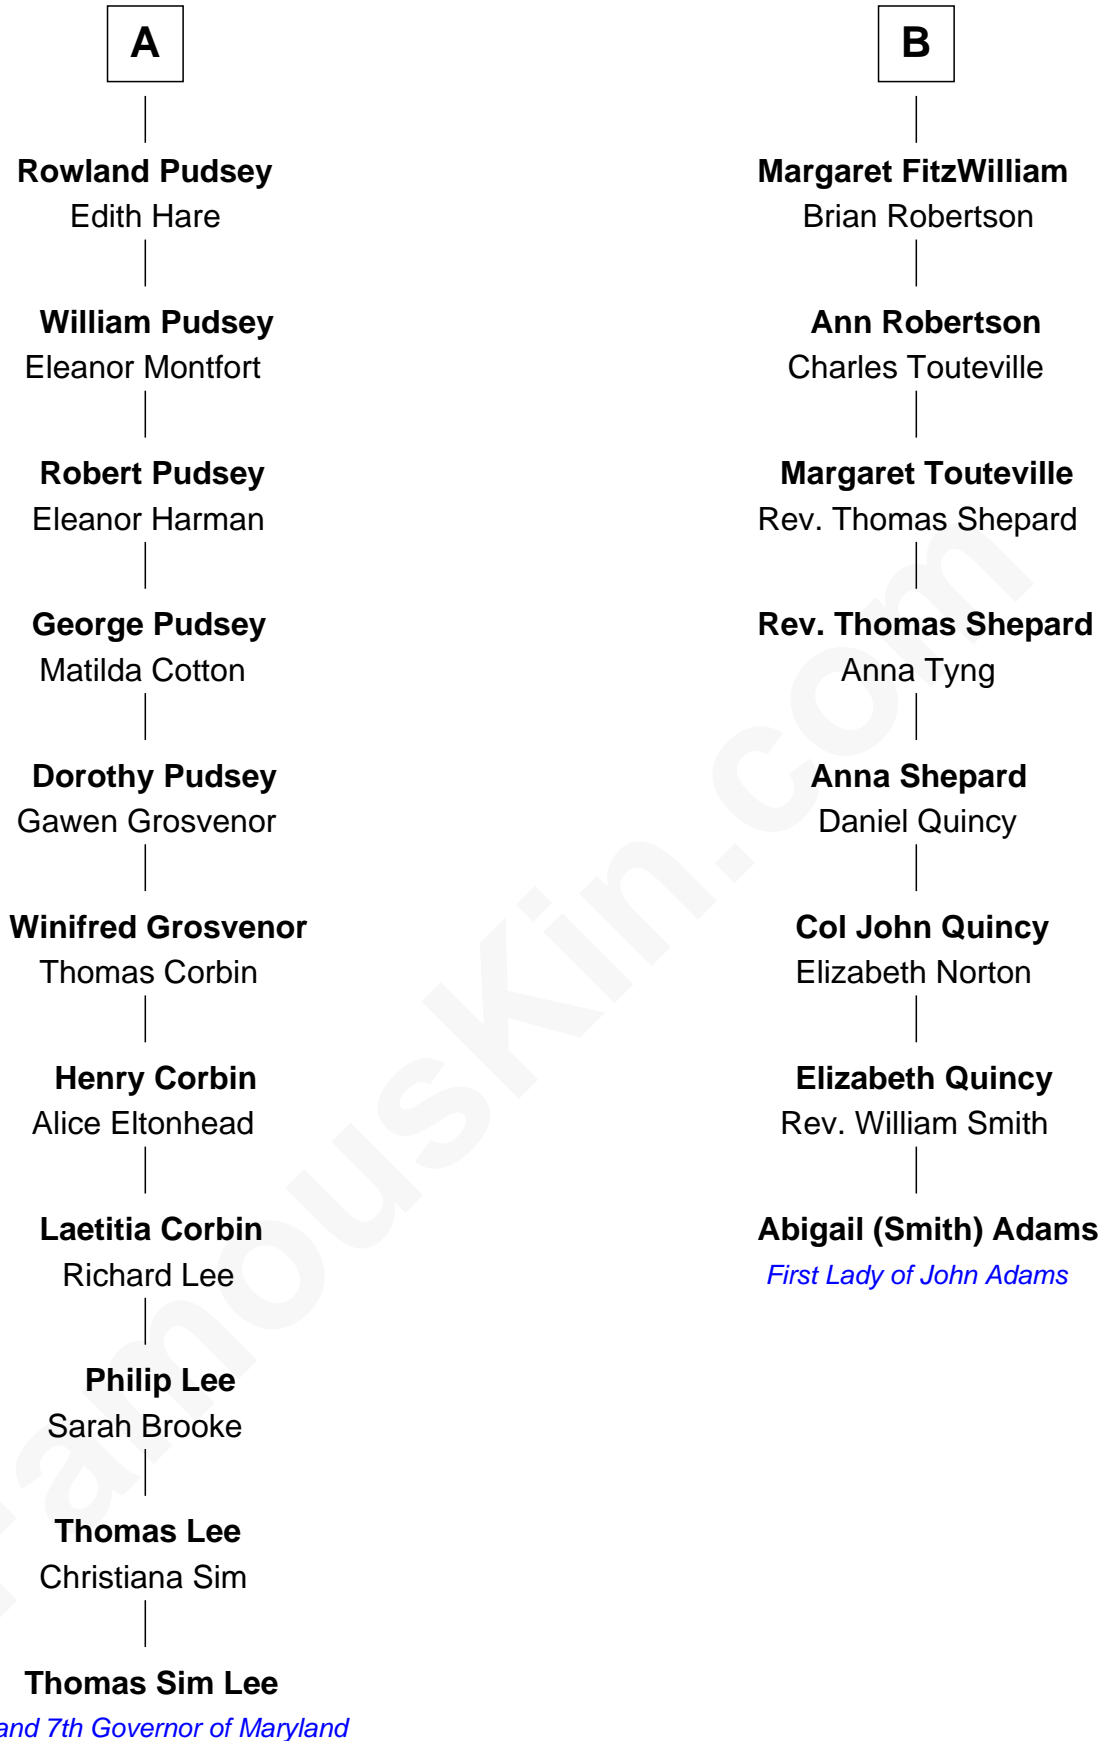 A
Rowland Pudsey
Edith Hare
William Pudsey
Eleanor Montfort
Robert Pudsey
Eleanor Harman
George Pudsey
Matilda Cotton
Dorothy Pudsey
Gawen Grosvenor
Winifred Grosvenor
Thomas Corbin
Henry Corbin
Alice Eltonhead
Laetitia Corbin
Richard Lee
Philip Lee
Sarah Brooke
Thomas Lee
Christiana Sim
Thomas Sim Lee
and 7th Governor of Maryland
B
Margaret FitzWilliam
Brian Robertson
Ann Robertson
Charles Touteville
Margaret Touteville
Rev. Thomas Shepard
Rev. Thomas Shepard
Anna Tyng
Anna Shepard
Daniel Quincy
Col John Quincy
Elizabeth Norton
Elizabeth Quincy
Rev. William Smith
Abigail (Smith) Adams
First Lady of John Adams
FamousKin.com